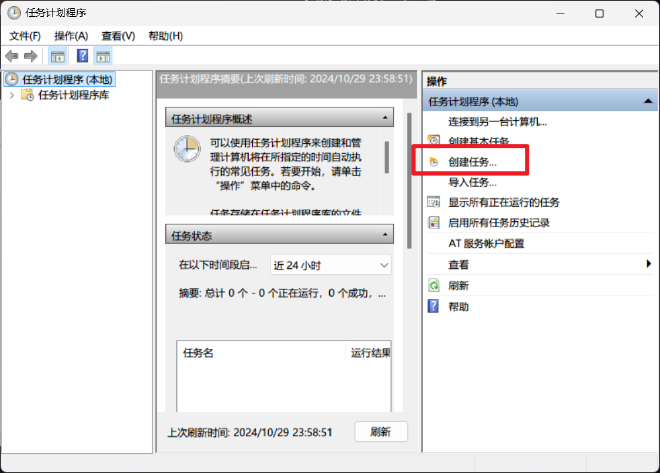 任务计划程序
文件(F) 操作(A) 查看(V) 帮助(H)
任务计划程序 (本地)
任务计划程序库
任务计划程序摘要(上次刷新时间: 2024/10/29 23:58:51)
任务计划程序概述
可以使用任务计划程序来创建和管
理计算机将在所指定的时间自动执
行的常见任务。若要开始，请单击
“操作”菜单中的命令。
任务存储在任务计划程序库的文件
任务状态
在以下时间段启... 近 24 小时
摘要: 总计 0 个 - 0 个正在运行，0 个成功，...
任务名 运行结果
上次刷新时间: 2024/10/29 23:58:51 刷新
操作
任务计划程序 (本地)
连接到另一台计算机...
创建基本任务
创建任务...
导入任务...
显示所有正在运行的任务
启用所有任务历史记录
AT 服务帐户配置
查看
刷新
帮助